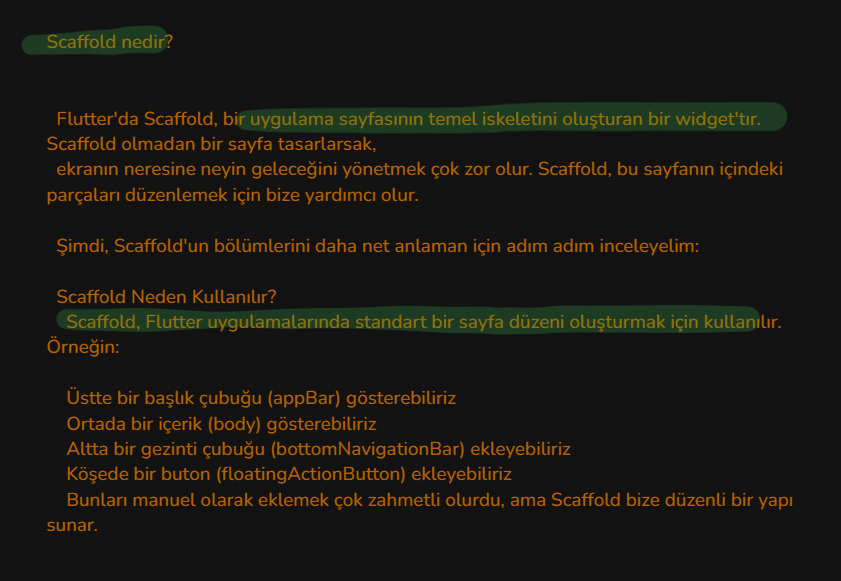 Scaffold nedir?
Flutter'da Scaffold, bir uygulama sayfasının temel iskeletini oluşturan bir widget'tır.
Scaffold olmadan bir sayfa tasarlarsak,
ekranın neresine neyin geleceğini yönetmek çok zor olur. Scaffold, bu sayfanın içindeki
parçaları düzenlemek için bize yardımcı olur.
Şimdi, Scaffold'un bölümlerini daha net anlaman için adım adım inceleyelim:
Scaffold Neden Kullanılır?
Scaffold, Flutter uygulamalarında standart bir sayfa düzeni oluşturmak için kullanılır.
Örneğin:
Üstte bir başlık çubuğu (appBar) gösterebiliriz
Ortada bir içerik (body) gösterebiliriz
Altta bir gezinti çubuğu (bottomNavigationBar) ekleyebiliriz
Köşede bir buton (floatingActionButton) ekleyebiliriz
Bunları manuel olarak eklemek çok zahmetli olurdu, ama Scaffold bize düzenli bir yapı
sunar.